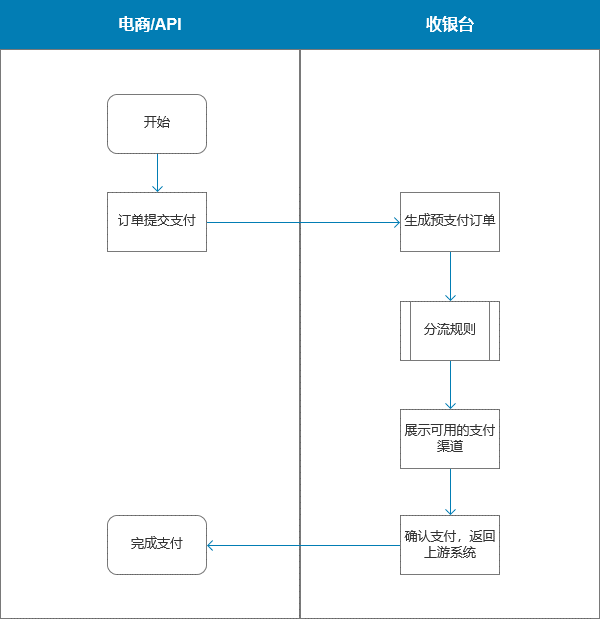 电商/API
收银台
开始
订单提交支付
生成预支付订单
分流规则
展示可用的支付
渠道
确认支付，返回
上游系统
完成支付